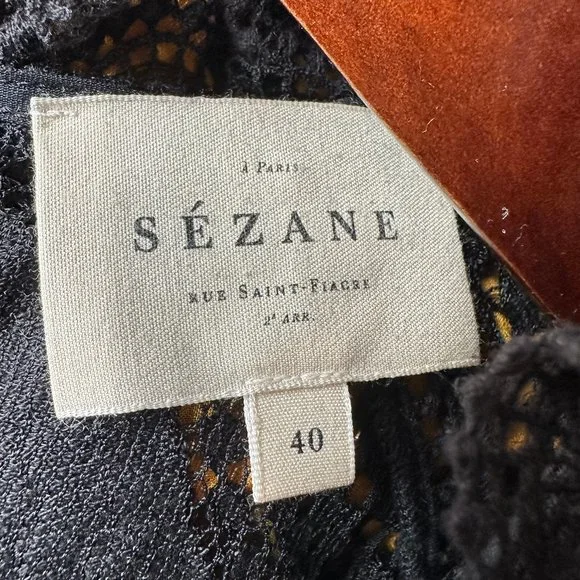 À PARIS
SÉZANE
RUE SAINT-FIACRE
2ᵉ ARR.
40